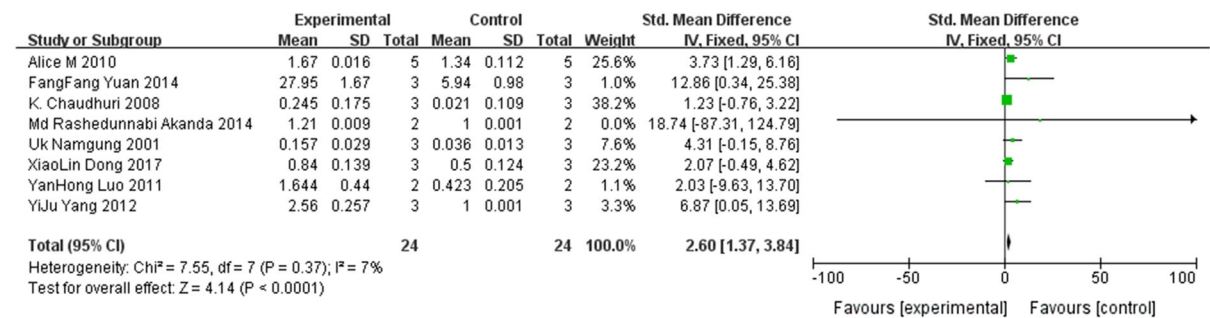 Experimental Control Std. Mean Difference Std. Mean Difference
Study or Subgroup Mean SD Total Mean SD Total Weight IV, Fixed, 95% CI IV, Fixed, 95% CI
Alice M 2010 1.67 0.016 5 1.34 0.112 5 25.6% 3.73 [1.29, 6.16]
FangFang Yuan 2014 27.95 1.67 3 5.94 0.98 3 1.0% 12.86 [0.34, 25.38]
K. Chaudhuri 2008 0.245 0.175 3 0.021 0.109 3 38.2% 1.23 [-0.76, 3.22]
Md Rashedunnabi Akanda 2014 1.21 0.009 2 1 0.001 2 0.0% 18.74 [-87.31, 124.79]
Uk Namgung 2001 0.157 0.029 3 0.036 0.013 3 7.6% 4.31 [-0.15, 8.76]
XiaoLin Dong 2017 0.84 0.139 3 0.5 0.124 3 23.2% 2.07 [-0.49, 4.62]
YanHong Luo 2011 1.644 0.44 2 0.423 0.205 2 1.1% 2.03 [-9.63, 13.70]
YiJu Yang 2012 2.56 0.257 3 1 0.001 3 3.3% 6.87 [0.05, 13.69]
Total (95% CI) 24 24 100.0% 2.60 [1.37, 3.84]
Heterogeneity: Chi² = 7.55, df = 7 (P = 0.37); I² = 7%
Test for overall effect: Z = 4.14 (P < 0.0001)
-100 -50 0 50 100
Favours [experimental] Favours [control]